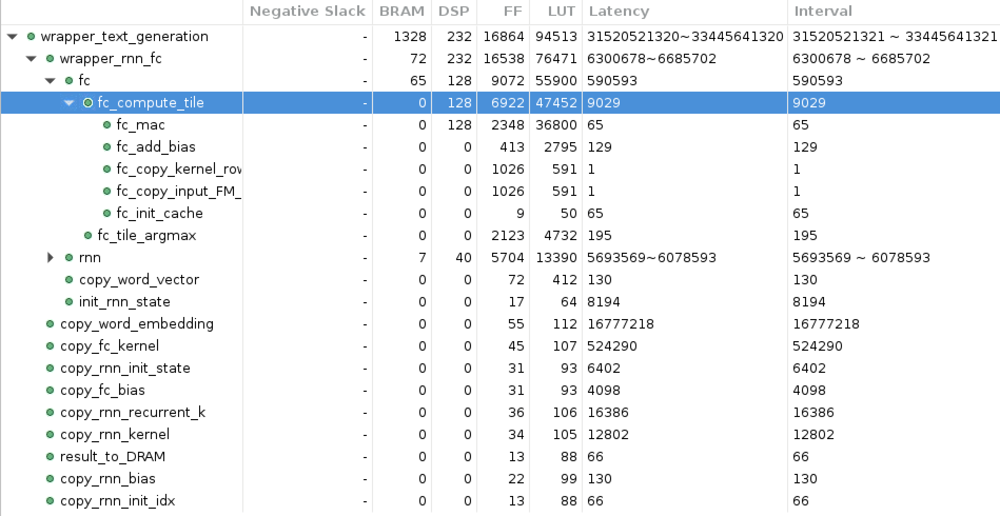 Negative Slack BRAM DSP FF LUT Latency Interval
wrapper_text_generation - 1328 232 16864 94513 31520521320~33445641320 31520521321 ~ 33445641321
wrapper_rnn_fc - 72 232 16538 76471 6300678~6685702 6300678 ~ 6685702
fc - 65 128 9072 55900 590593 590593
fc_compute_tile - 0 128 6922 47452 9029 9029
fc_mac - 0 128 2348 36800 65 65
fc_add_bias - 0 0 413 2795 129 129
fc_copy_kernel_row - 0 0 1026 591 1 1
fc_copy_input_FM_ - 0 0 1026 591 1 1
fc_init_cache - 0 0 9 50 65 65
fc_tile_argmax - 0 0 2123 4732 195 195
rnn - 7 40 5704 13390 5693569~6078593 5693569 ~ 6078593
copy_word_vector - 0 0 72 412 130 130
init_rnn_state - 0 0 17 64 8194 8194
copy_word_embedding - 0 0 55 112 16777218 16777218
copy_fc_kernel - 0 0 45 107 524290 524290
copy_rnn_init_state - 0 0 31 93 6402 6402
copy_fc_bias - 0 0 31 93 4098 4098
copy_rnn_recurrent_k - 0 0 36 106 16386 16386
copy_rnn_kernel - 0 0 34 105 12802 12802
result_to_DRAM - 0 0 13 88 66 66
copy_rnn_bias - 0 0 22 99 130 130
copy_rnn_init_idx - 0 0 13 88 66 66